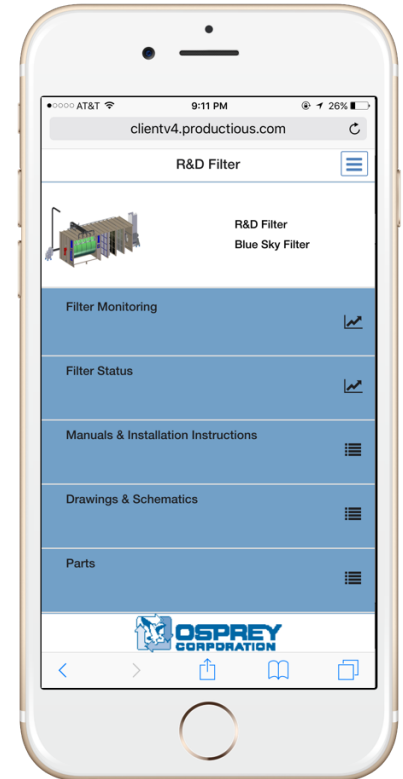 AT&T 9:11 PM 26%
clientv4.productious.com
R&D Filter
R&D Filter
Blue Sky Filter
Filter Monitoring
Filter Status
Manuals & Installation Instructions
Drawings & Schematics
Parts
OSPREY
CORPORATION